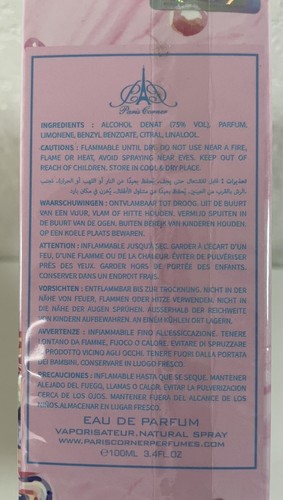 Paris Corner
INGREDIENTS : ALCOHOL DENAT (79% VOL), PARFUM,
LIMONENE, BENZYL BENZOATE, CITRAL, LINALOOL.
CAUTIONS : FLAMMABLE UNTIL DRY. DO NOT USE NEAR A FIRE,
FLAME OR HEAT, AVOID SPRAYING NEAR EYES. KEEP OUT OF
REACH OF CHILDREN. STORE IN COOL & DRY PLACE.
WAARSCHUWINGEN : ONTVLAMBAAR TOT DROOG. UIT DE BUURT
VAN EEN VUUR, VLAM OF HITTE HOUDEN. VERMIJD SPUITEN IN
DE BUURT VAN DE OGEN. BUITEN BEREIK VAN KINDEREN HOUDEN
OP EEN KOELE PLAATS BEWAREN.
ATTENTION : INFLAMMABLE JUSQU'À SEC. GARDER À L'ÉCART D'UN
FEU, D'UNE FLAMME OU DE LA CHALEUR. ÉVITER DE PULVÉRISER
PRÈS DES YEUX. GARDER HORS DE PORTÉE DES ENFANTS.
CONSERVER DANS UN ENDROIT FRAIS.
VORSICHTEN : ENTFLAMMBAR BIS ZUR TROCKNUNG. NICHT IN DER
NÄHE VON FEUER, FLAMMEN ODER HITZE VERWENDEN. NICHT
IN DIE NÄHE DER AUGEN SPRÜHEN. AUSSERHALB DER REICHWEITE
VON KINDERN AUFBEWAHREN. AN EINEM KÜHLEN ORT LAGERN.
AVVERTENZE : INFIAMMABILE FINO ALL'ESSICCAZIONE. TENERE
LONTANO DA FIAMME, FUOCO O CALORE. EVITARE DI SPRUZZARE
IL PRODOTTO VICINO AGLI OCCHI. TENERE FUORI DALLA PORTATA
DEI BAMBINI. CONSERVARE IN LUOGO FRESCO.
PRECAUCIONES : INFLAMABLE HASTA QUE SE SEQUE. MANTENER
ALEJADO DEL FUEGO, LLAMAS O CALOR. EVITAR LA PULVERIZACION
CERCA DE LOS OJOS. MANTENER FUERA DEL ALCANCE DE LOS
NIÑOS. ALMACENAR EN LUGAR FRESCO.
EAU DE PARFUM
VAPORISATEUR, NATURAL SPRAY
WWW.PARISCORNERPERFUMES.COM
℮100ML 3.4FL.OZ